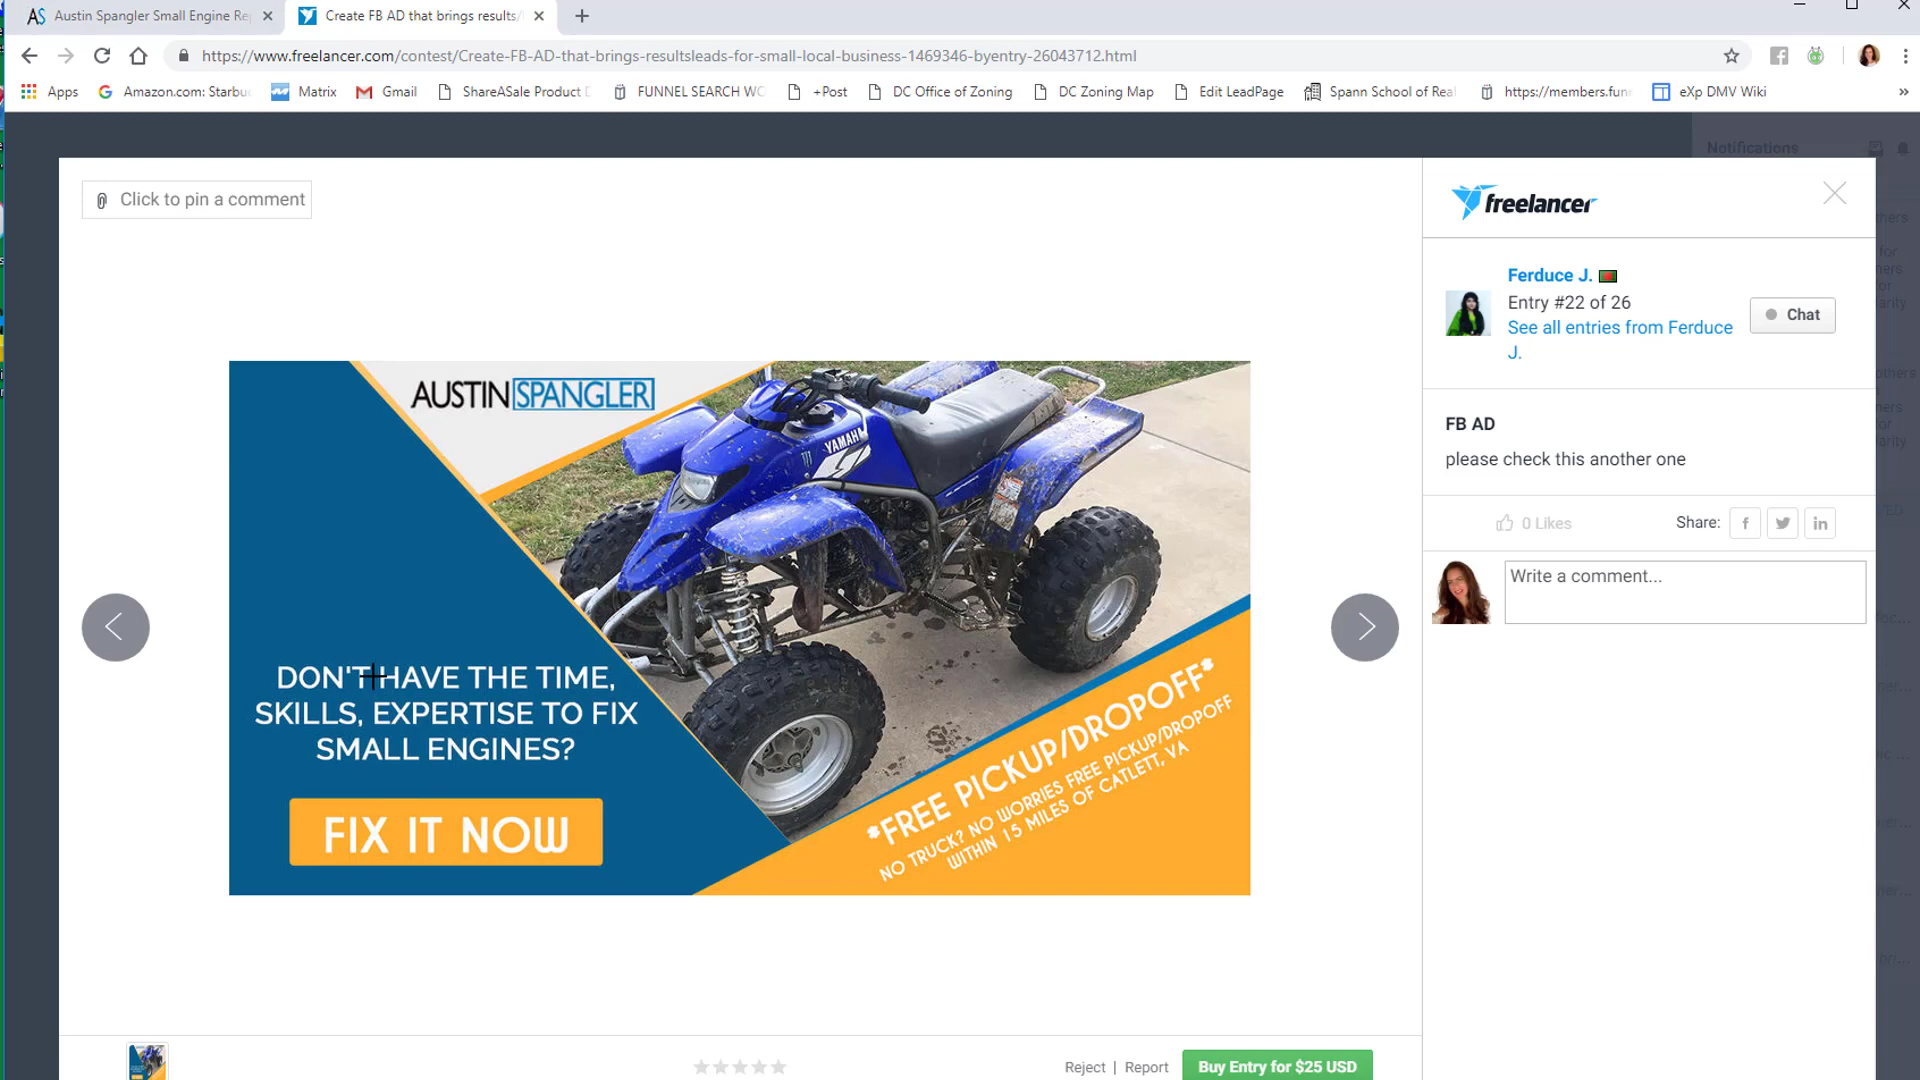 Austin Spangler Small Engine Re
Create FB AD that brings results/
https://www.freelancer.com/contest/Create-FB-AD-that-brings-resultsleads-for-small-local-business-1469346-byentry-26043712.html
Apps
Amazon.com: Starbu
Matrix
Gmail
ShareASale Product
FUNNEL SEARCH WO
+Post
DC Office of Zoning
DC Zoning Map
Edit LeadPage
Spann School of Real
https://members.fun
eXp DMV Wiki
Notifications
Click to pin a comment
freelancer
Ferduce J.
Entry #22 of 26
See all entries from Ferduce
J.
Chat
FB AD
please check this another one
0 Likes
Share:
Write a comment...
AUSTIN SPANGLER
YAMAHA
DON'T HAVE THE TIME,
SKILLS, EXPERTISE TO FIX
SMALL ENGINES?
FIX IT NOW
*FREE PICKUP/DROPOFF*
NO TRUCK? NO WORRIES FREE PICKUP/DROPOFF
WITHIN 15 MILES OF CATLETT, VA
Reject | Report
Buy Entry for $25 USD